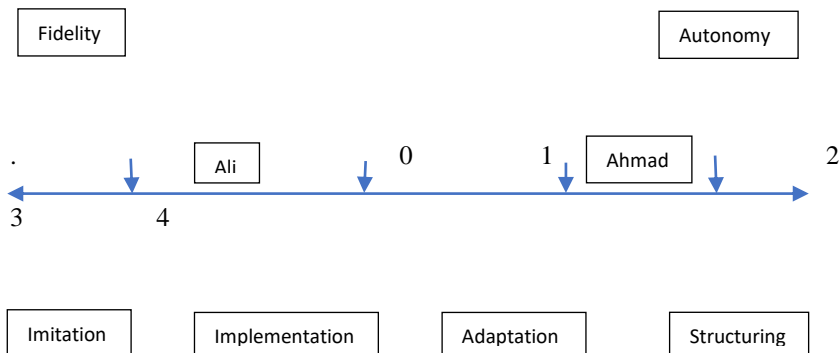 Fidelity Autonomy
. Ali 0 1 Ahmad 2
3 4
Imitation Implementation Adaptation Structuring